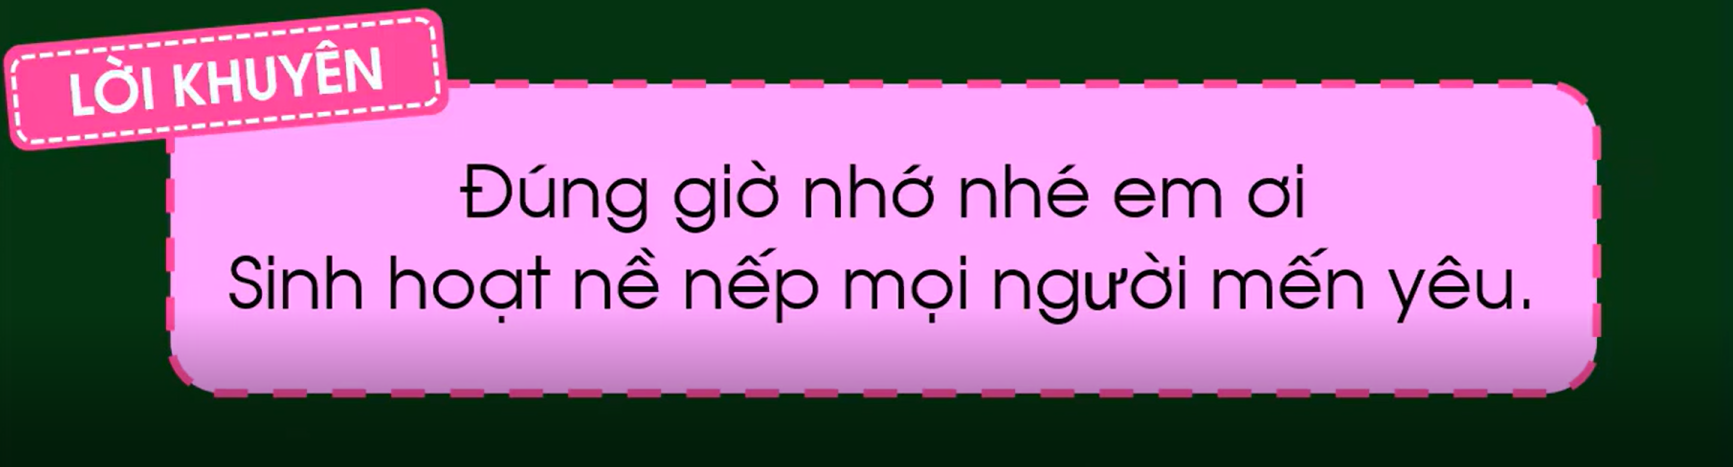 LỜI KHUYÊN
Đúng giờ nhớ nhé em ơi
Sinh hoạt nề nếp mọi người mến yêu.